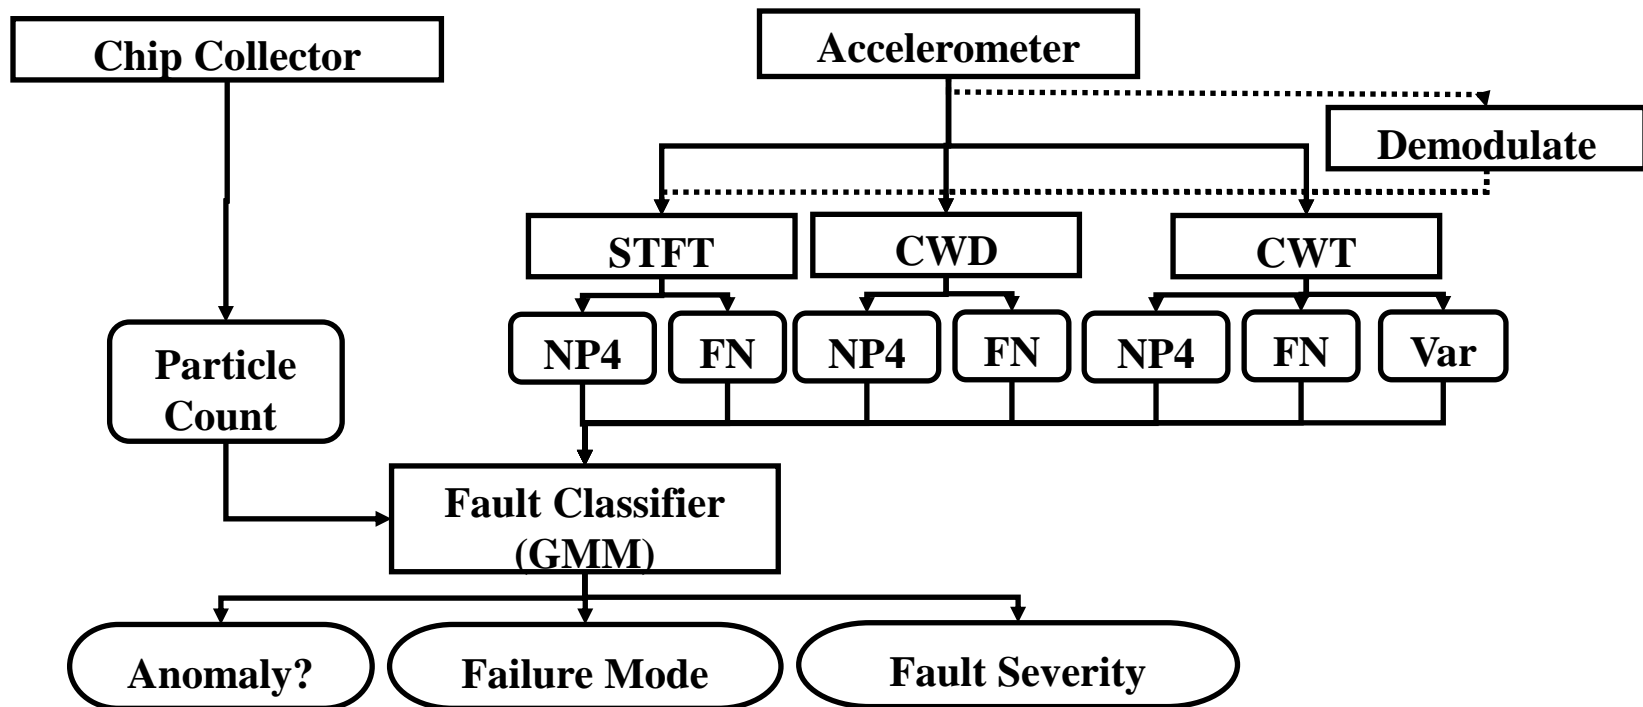 Chip Collector
Accelerometer
Demodulate
STFT
CWD
CWT
NP4
FN
NP4
FN
NP4
FN
Var
Particle
Count
Fault Classifier
(GMM)
Anomaly?
Failure Mode
Fault Severity